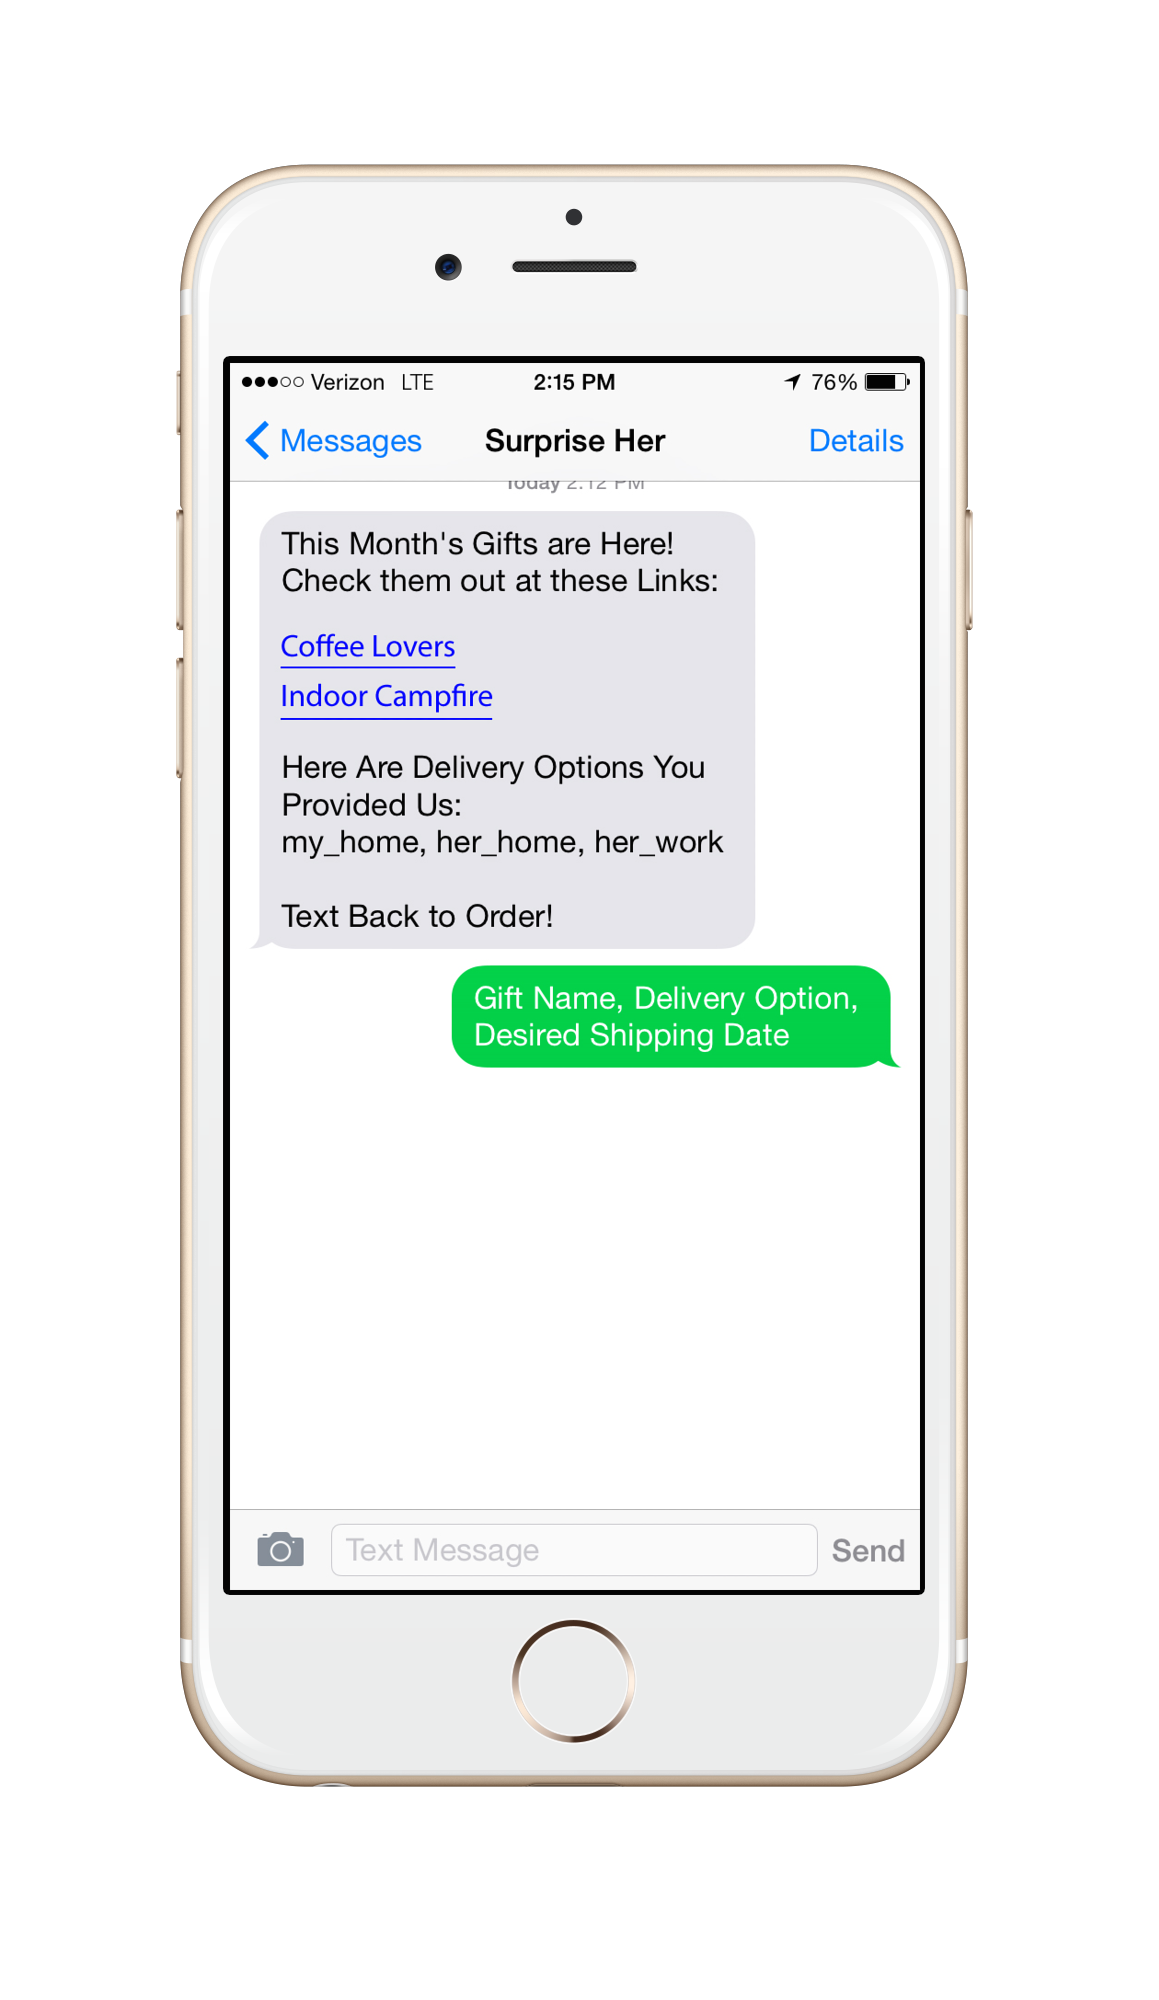 Verizon LTE 2:15 PM 76%
Messages Surprise Her Details
Today 2:12 PM
This Month's Gifts are Here!
Check them out at these Links:
Coffee Lovers
Indoor Campfire
Here Are Delivery Options You
Provided Us:
my_home, her_home, her_work
Text Back to Order!
Gift Name, Delivery Option,
Desired Shipping Date
Text Message Send